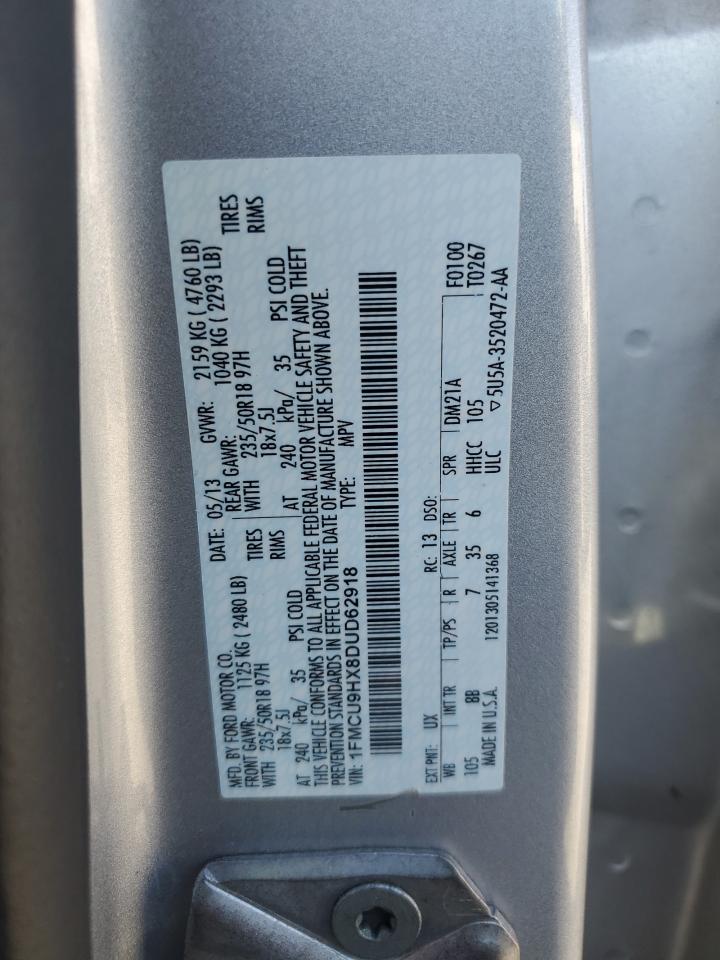 MFD. BY FORD MOTOR CO.
DATE: 05/13 GVWR: 2159 KG ( 4760 LB)
FRONT GAWR: 1125 KG ( 2480 LB)
REAR GAWR: 1040 KG ( 2293 LB)
WITH 235/50R18 97H TIRES
WITH 235/50R18 97H TIRES
18x7.5J RIMS
18x7.5J RIMS
AT 240 kPa/ 35 PSI COLD
AT 240 kPa/ 35 PSI COLD
THIS VEHICLE CONFORMS TO ALL APPLICABLE FEDERAL MOTOR VEHICLE SAFETY AND THEFT
PREVENTION STANDARDS IN EFFECT ON THE DATE OF MANUFACTURE SHOWN ABOVE.
VIN: 1FMCU9HX8DUD62918 TYPE: MPV
EXT PNT: UX RC: 13 DSO: F0100
WB INT TR TP/PS R AXLE TR SPR DM21A T0267
105 BB 7 35 6 HHCC 105
MADE IN U.S.A. 1201305141368 ULC ▽5U5A-3520472-AA